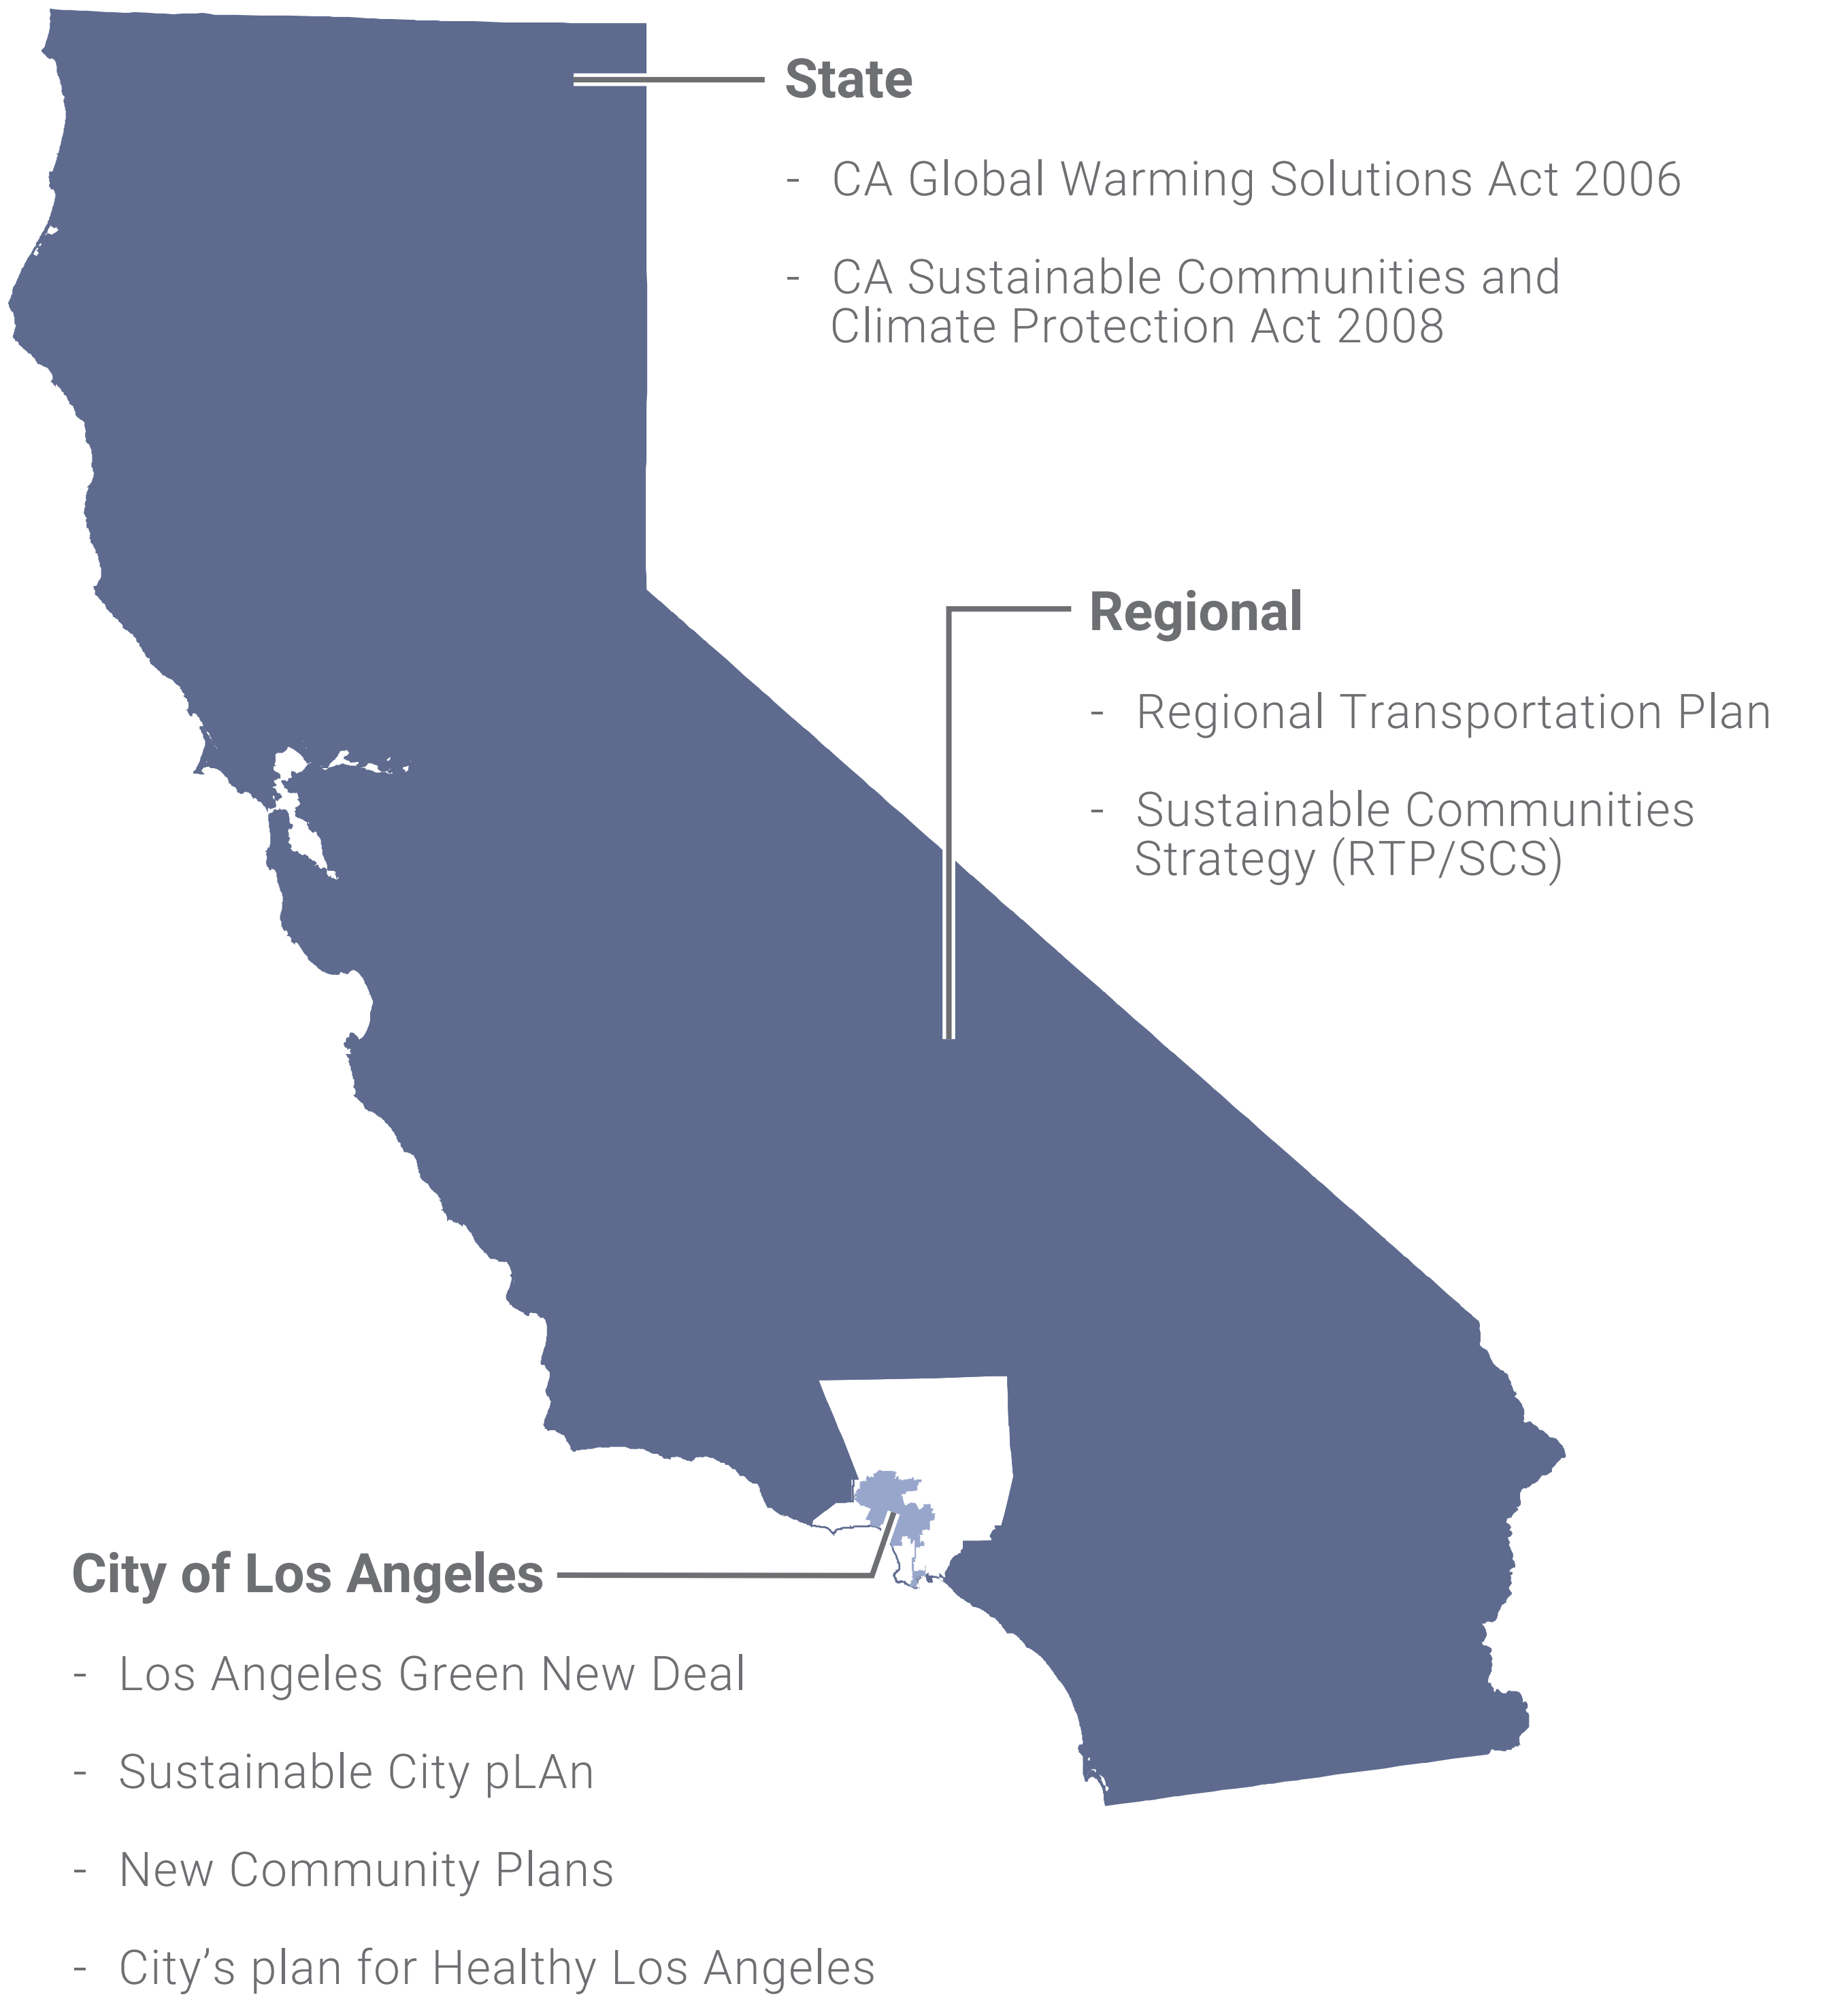 State
- CA Global Warming Solutions Act 2006
- CA Sustainable Communities and
Climate Protection Act 2008
Regional
- Regional Transportation Plan
- Sustainable Communities
Strategy (RTP/SCS)
City of Los Angeles
- Los Angeles Green New Deal
- Sustainable City pLAn
- New Community Plans
- City’s plan for Healthy Los Angeles